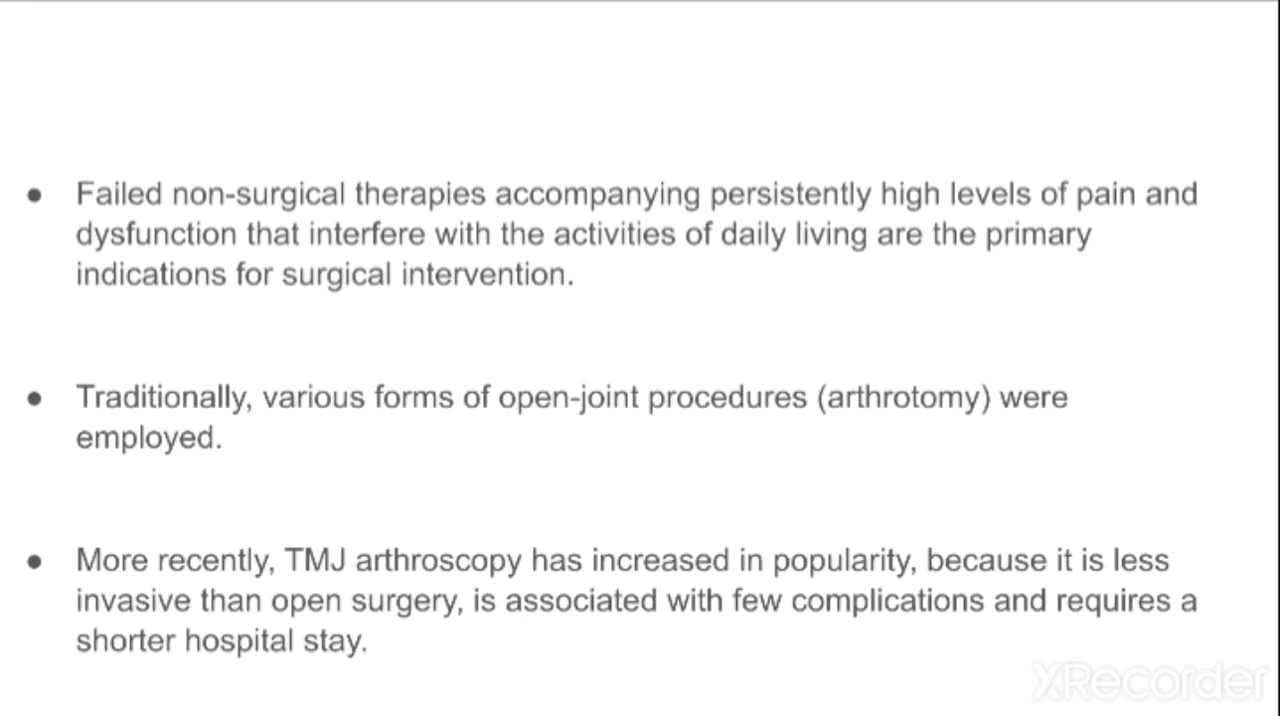 ● Failed non-surgical therapies accompanying persistently high levels of pain and
dysfunction that interfere with the activities of daily living are the primary
indications for surgical intervention.
● Traditionally, various forms of open-joint procedures (arthrotomy) were
employed.
● More recently, TMJ arthroscopy has increased in popularity, because it is less
invasive than open surgery, is associated with few complications and requires a
shorter hospital stay.
XRecorder